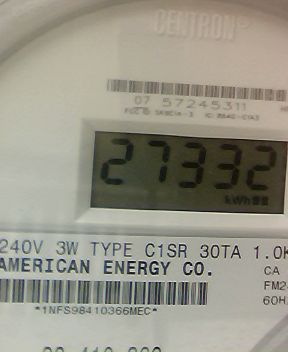 CENTRON®
07 57245311
27332
kWh
240V 3W TYPE C1SR 30TA 1.0K
AMERICAN ENERGY CO.
CA
FM2
60H
*1NFS98410366MEC*